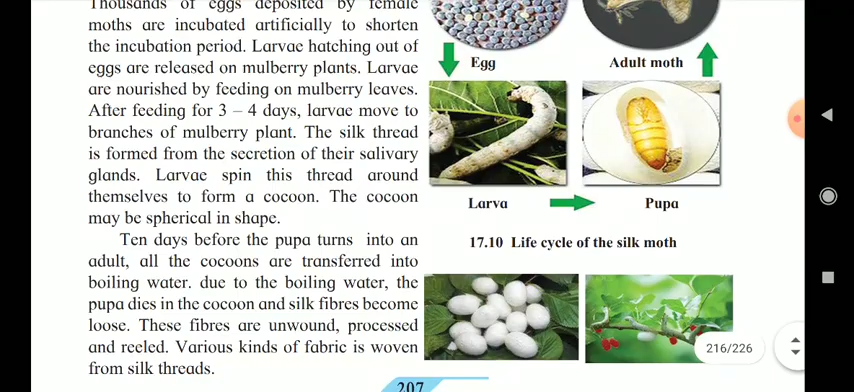 Thousands of eggs deposited by female
moths are incubated artificially to shorten
the incubation period. Larvae hatching out of
eggs are released on mulberry plants. Larvae
are nourished by feeding on mulberry leaves.
After feeding for 3 – 4 days, larvae move to
branches of mulberry plant. The silk thread
is formed from the secretion of their salivary
glands. Larvae spin this thread around
themselves to form a cocoon. The cocoon
may be spherical in shape.
Ten days before the pupa turns into an
adult, all the cocoons are transferred into
boiling water. due to the boiling water, the
pupa dies in the cocoon and silk fibres become
loose. These fibres are unwound, processed
and reeled. Various kinds of fabric is woven
from silk threads.
Egg
Adult moth
Larva
Pupa
17.10 Life cycle of the silk moth
216/226
207